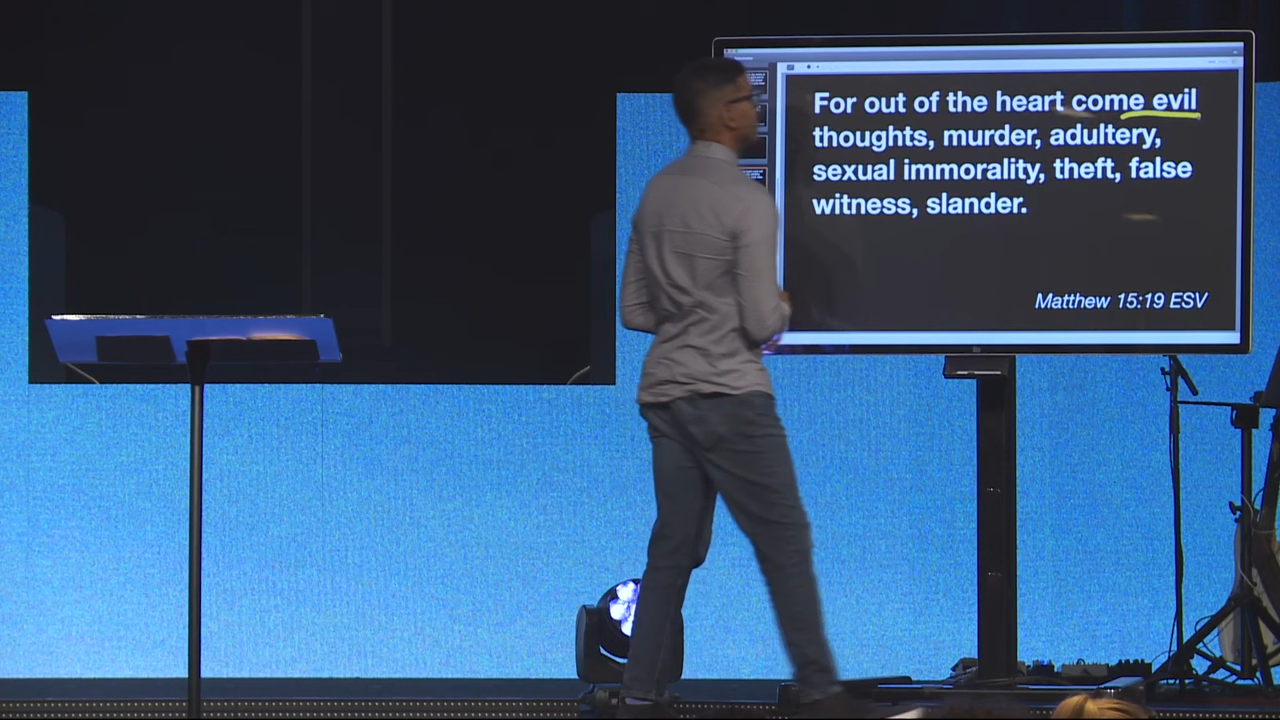 For out of the heart come evil
thoughts, murder, adultery,
sexual immorality, theft, false
witness, slander.
Matthew 15:19 ESV